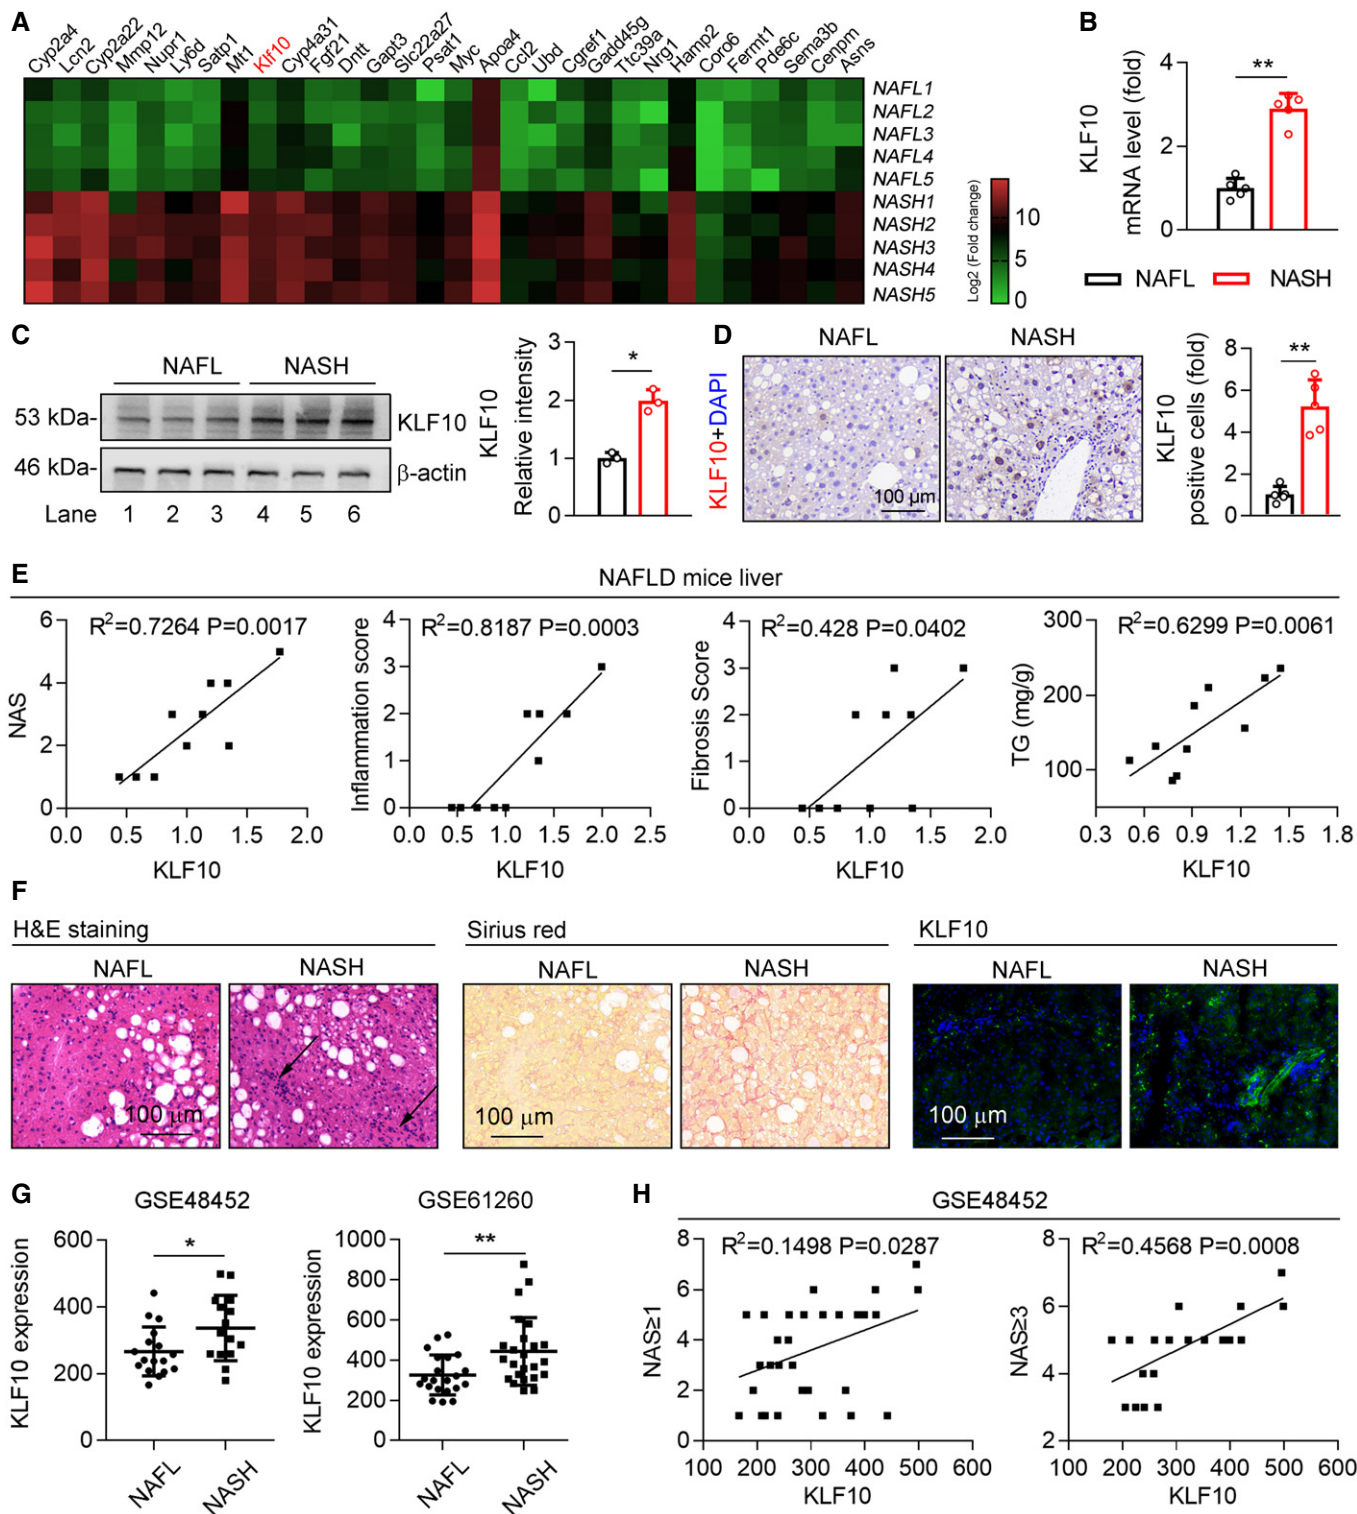 A
Cyp2a4 Lcn2 Cyp2a22 Mmp12 Nupr1 Ly6d Satp1 Mt1 Klf10 Cyp4a31 Fgf21 Dntt Gapt3 Slc22a27 Psat1 Myc Apoa4 Ccl2 Ubd Cgref1 Gadd45g Ttc39a Nrg1 Hamp2 Coro6 Fermt1 Pde6c Sema3b Cenpm Asns
NAFL1
NAFL2
NAFL3
NAFL4
NAFL5
NASH1
NASH2
NASH3
NASH4
NASH5
Log2 (Fold change)
10
5
0
B
KLF10
mRNA level (fold)
4
2
0
**
NAFL NASH
C
NAFL NASH
53 kDa-
KLF10
46 kDa-
β-actin
Lane 1 2 3 4 5 6
KLF10
Relative intensity
3
2
1
0
*
D
NAFL NASH
KLF10+DAPI
100 μm
KLF10
positive cells (fold)
8
6
4
2
0
**
E
NAFLD mice liver
R²=0.7264 P=0.0017
NAS
6
4
2
0
0.0 0.5 1.0 1.5 2.0
KLF10
R²=0.8187 P=0.0003
Inflammation score
4
3
2
1
0
0.0 0.5 1.0 1.5 2.0 2.5
KLF10
R²=0.428 P=0.0402
Fibrosis Score
4
3
2
1
0
0.0 0.5 1.0 1.5 2.0
KLF10
R²=0.6299 P=0.0061
TG (mg/g)
300
200
100
0.3 0.6 0.9 1.2 1.5 1.8
KLF10
F
H&E staining
NAFL NASH
100 μm
Sirius red
NAFL NASH
100 μm
KLF10
NAFL NASH
100 μm
G
GSE48452
KLF10 expression
600
400
200
0
*
NAFL NASH
GSE61260
KLF10 expression
1000
800
600
400
200
0
**
NAFL NASH
H
GSE48452
R²=0.1498 P=0.0287
NAS≥1
8
6
4
2
0
100 200 300 400 500 600
KLF10
R²=0.4568 P=0.0008
NAS≥3
8
6
4
2
100 200 300 400 500 600
KLF10